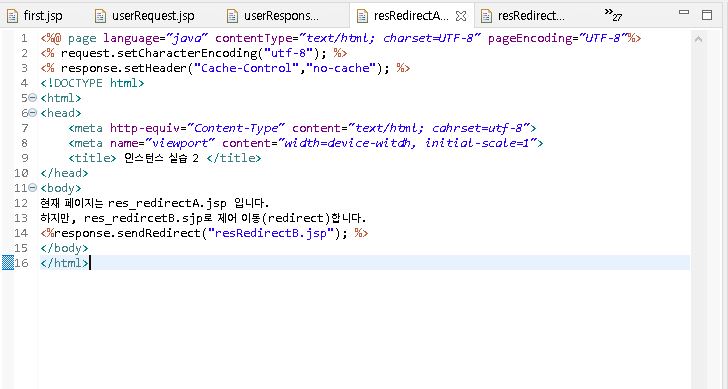 first.jsp userRequest.jsp userRespons... resRedirectA... resRedirect... »27
1 <%@ page language="java" contentType="text/html; charset=UTF-8" pageEncoding="UTF-8"%>
2 <% request.setCharacterEncoding("utf-8"); %>
3 <% response.setHeader("Cache-Control","no-cache"); %>
4 <!DOCTYPE html>
5 <html>
6 <head>
7 <meta http-equiv="Content-Type" content="text/html; cahrset=utf-8">
8 <meta name="viewport" content="width=device-witdh, initial-scale=1">
9 <title> 인스턴스 실습 2 </title>
10 </head>
11 <body>
12 현재 페이지는 res_redirectA.jsp 입니다.
13 하지만, res_redircetB.sjp로 제어 이동(redirect)합니다.
14 <%response.sendRedirect("resRedirectB.jsp"); %>
15 </body>
16 </html>